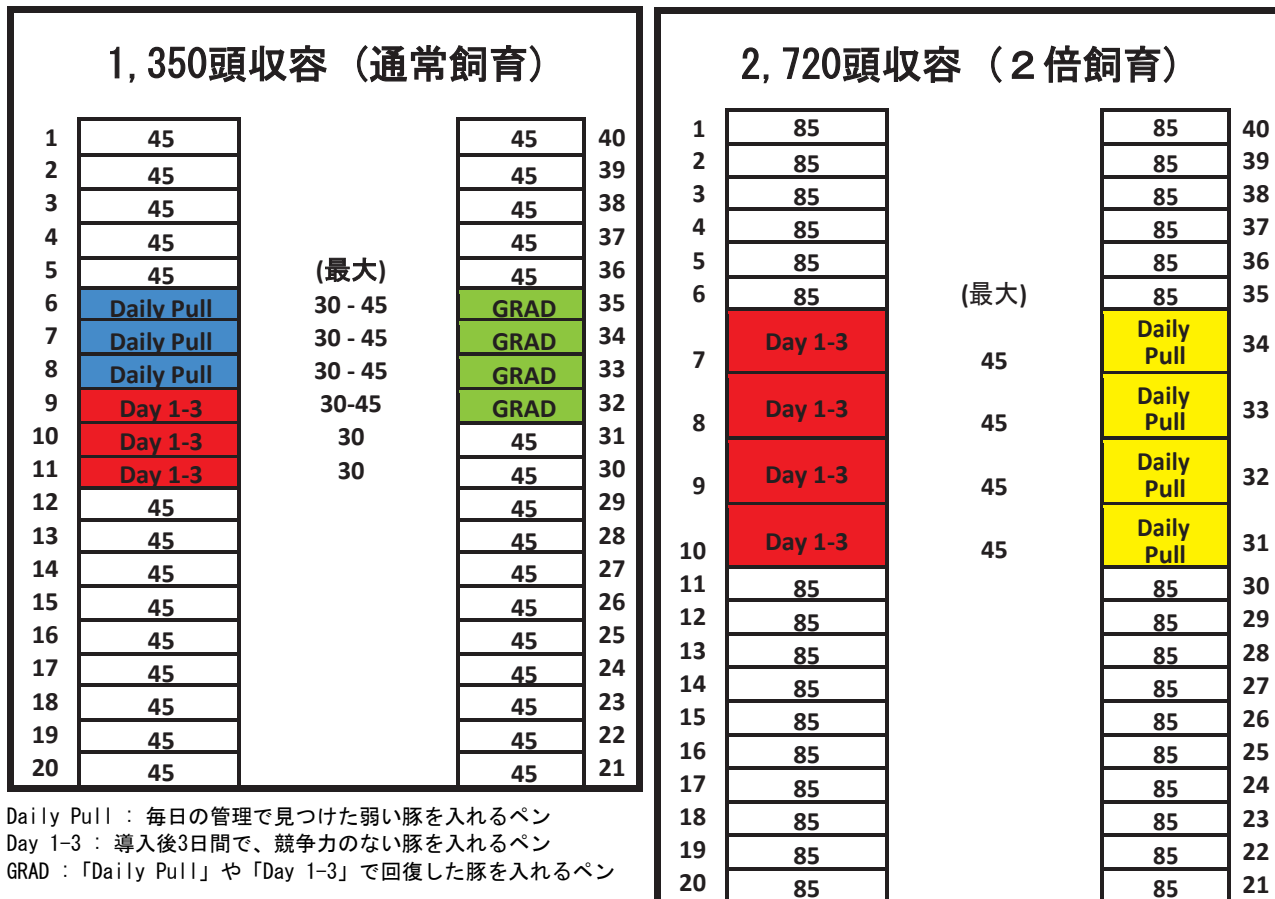 1,350頭収容（通常飼育）
1 45 45 40
2 45 45 39
3 45 45 38
4 45 45 37
5 45 (最大) 45 36
6 Daily Pull 30 - 45 GRAD 35
7 Daily Pull 30 - 45 GRAD 34
8 Daily Pull 30 - 45 GRAD 33
9 Day 1-3 30-45 GRAD 32
10 Day 1-3 30 45 31
11 Day 1-3 30 45 30
12 45 45 29
13 45 45 28
14 45 45 27
15 45 45 26
16 45 45 25
17 45 45 24
18 45 45 23
19 45 45 22
20 45 45 21
Daily Pull : 毎日の管理で見つけた弱い豚を入れるペン
Day 1-3 : 導入後3日間で、競争力のない豚を入れるペン
GRAD :「Daily Pull」や「Day 1-3」で回復した豚を入れるペン
2,720頭収容（２倍飼育）
1 85 85 40
2 85 85 39
3 85 85 38
4 85 85 37
5 85 85 36
6 85 (最大) 85 35
7 Day 1-3 45 Daily Pull 34
8 Day 1-3 45 Daily Pull 33
9 Day 1-3 45 Daily Pull 32
10 Day 1-3 45 Daily Pull 31
11 85 85 30
12 85 85 29
13 85 85 28
14 85 85 27
15 85 85 26
16 85 85 25
17 85 85 24
18 85 85 23
19 85 85 22
20 85 85 21